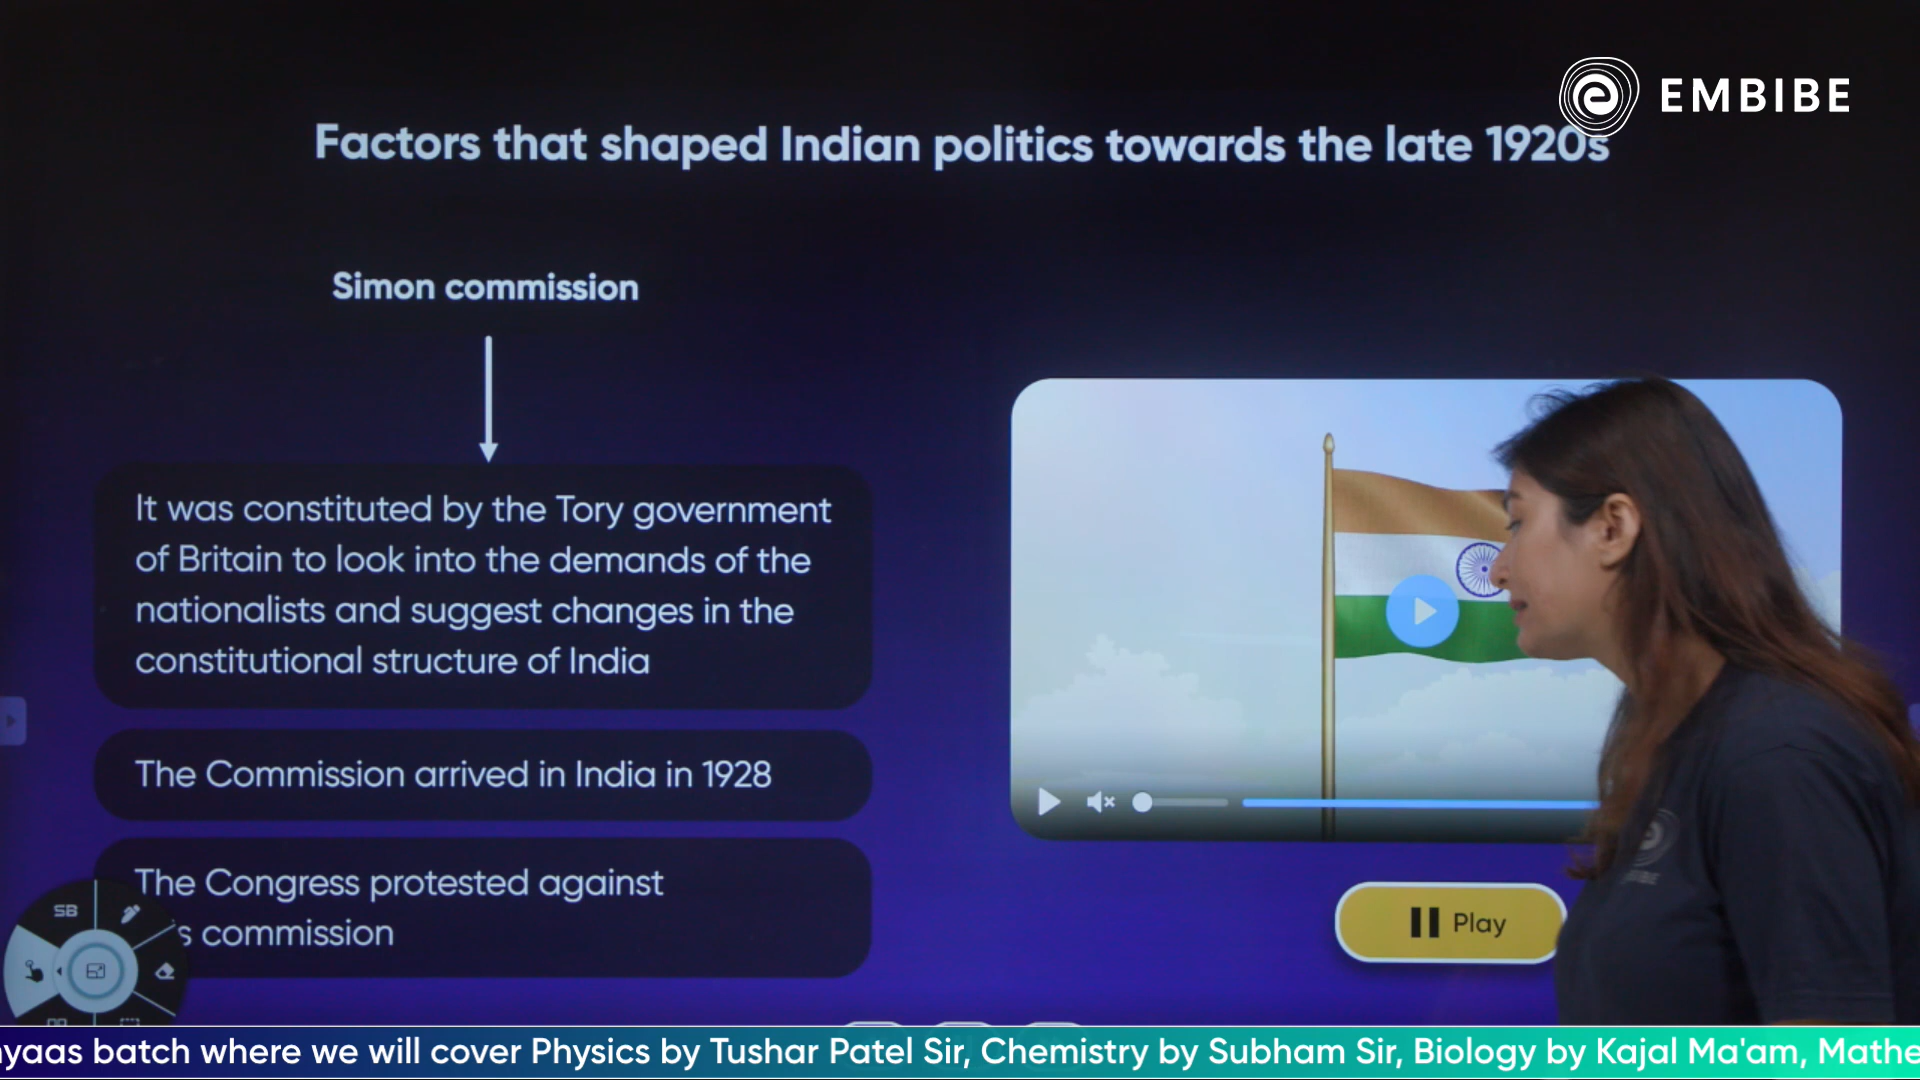 EMBIBE
Factors that shaped Indian politics towards the late 1920s
Simon commission
It was constituted by the Tory government
of Britain to look into the demands of the
nationalists and suggest changes in the
constitutional structure of India
The Commission arrived in India in 1928
The Congress protested against
commission
SB
Play
batch where we will cover Physics by Tushar Patel Sir, Chemistry by Subham Sir, Biology by Kajal Ma'am,